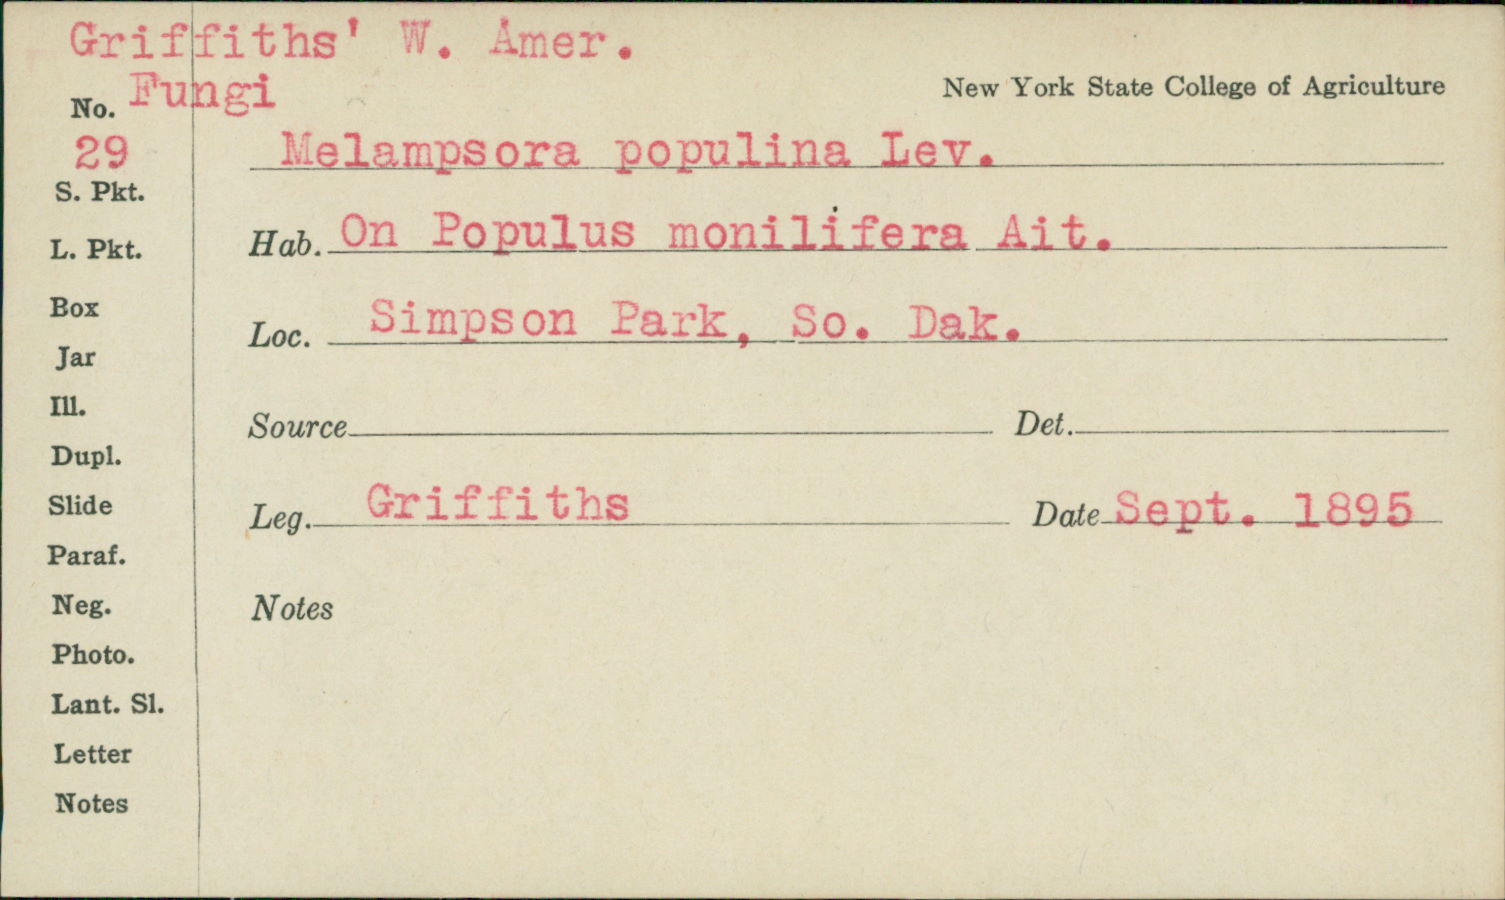 Griffiths' W. Amer.
Fungi
New York State College of Agriculture
No.
29
Melampsora populina Lev.
S. Pkt.
Hab. On Populus monilifera Ait.
L. Pkt.
Box
Loc. Simpson Park, So. Dak.
Jar
Ill.
Source Det.
Dupl.
Slide
Leg. Griffiths Date Sept. 1895
Paraf.
Neg.
Notes
Photo.
Lant. Sl.
Letter
Notes